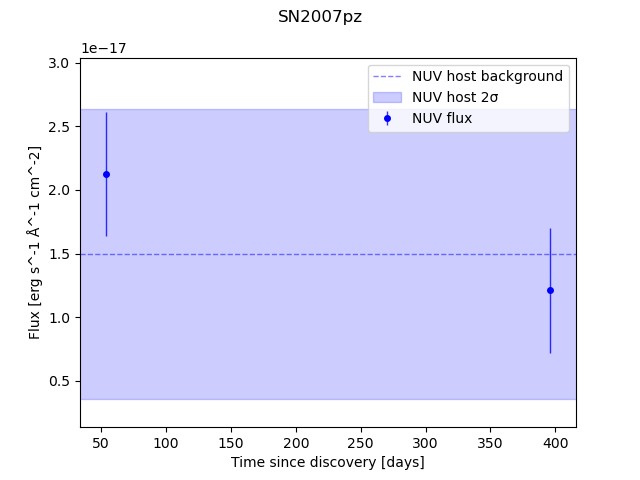 SN2007pz
1e−17
3.0
2.5
2.0
1.5
1.0
0.5
Flux [erg s^-1 Å^-1 cm^-2]
NUV host background
NUV host 2σ
NUV flux
50 100 150 200 250 300 350 400
Time since discovery [days]